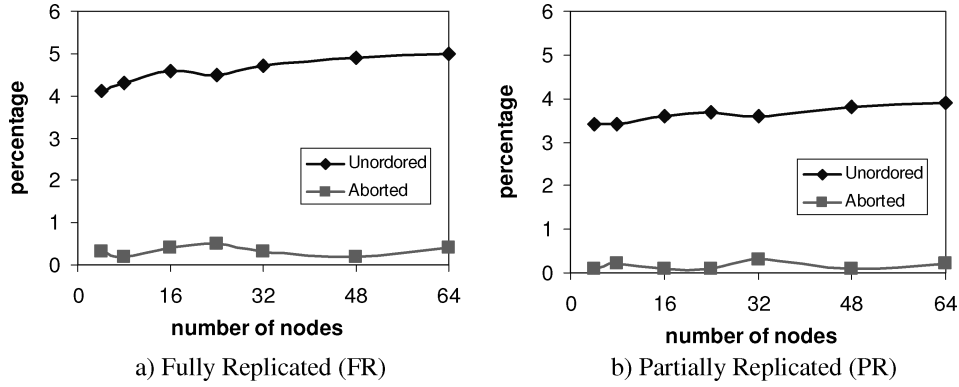 6
5
4
3
2
1
0
percentage
Unordored
Aborted
0 16 32 48 64
number of nodes
a) Fully Replicated (FR)
6
5
4
3
2
1
0
percentage
Unordored
Aborted
0 16 32 48 64
number of nodes
b) Partially Replicated (PR)